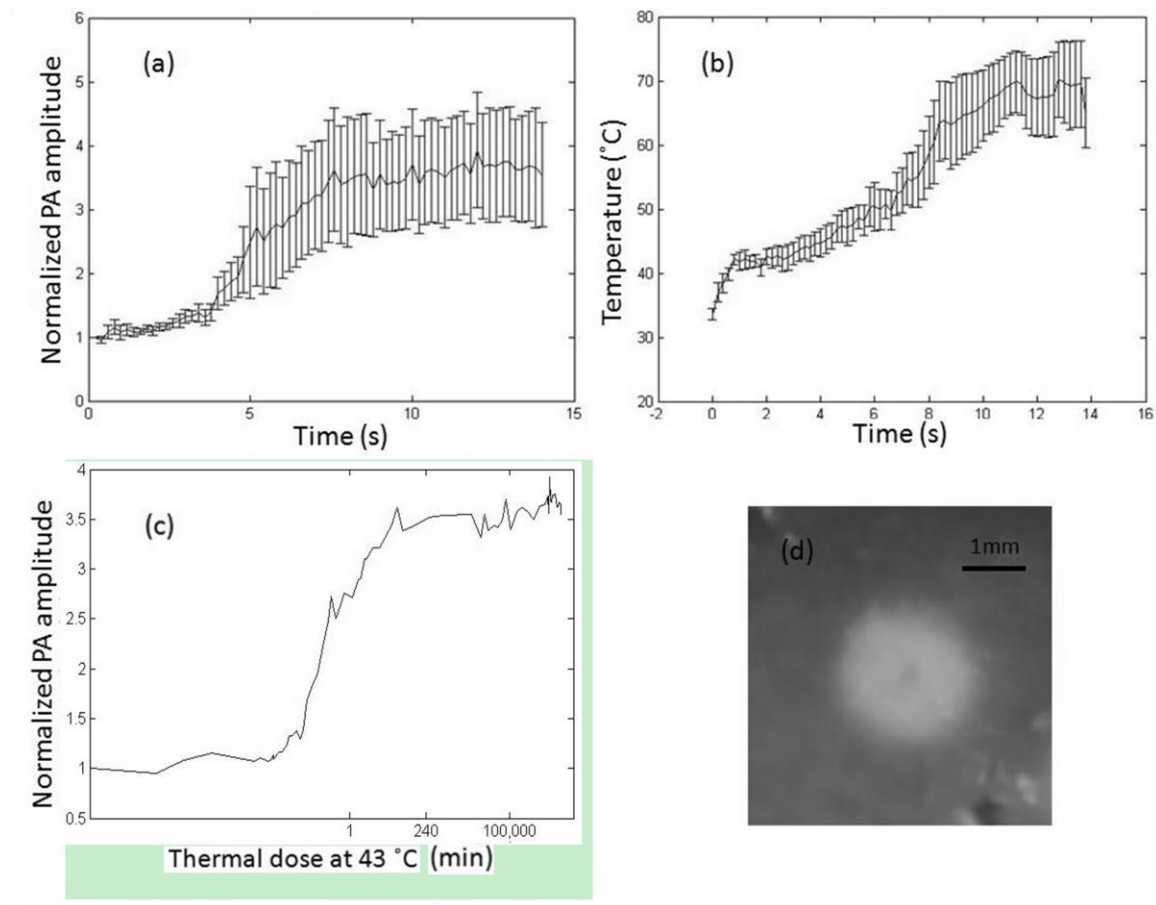 (a)
Normalized PA amplitude
6
5
4
3
2
1
0
0 5 10 15
Time (s)
(b)
Temperature (˚C)
80
70
60
50
40
30
20
-2 0 2 4 6 8 10 12 14 16
Time (s)
(c)
Normalized PA amplitude
4
3.5
3
2.5
2
1.5
1
0.5
1 240 100,000
Thermal dose at 43 ˚C (min)
(d)
1mm